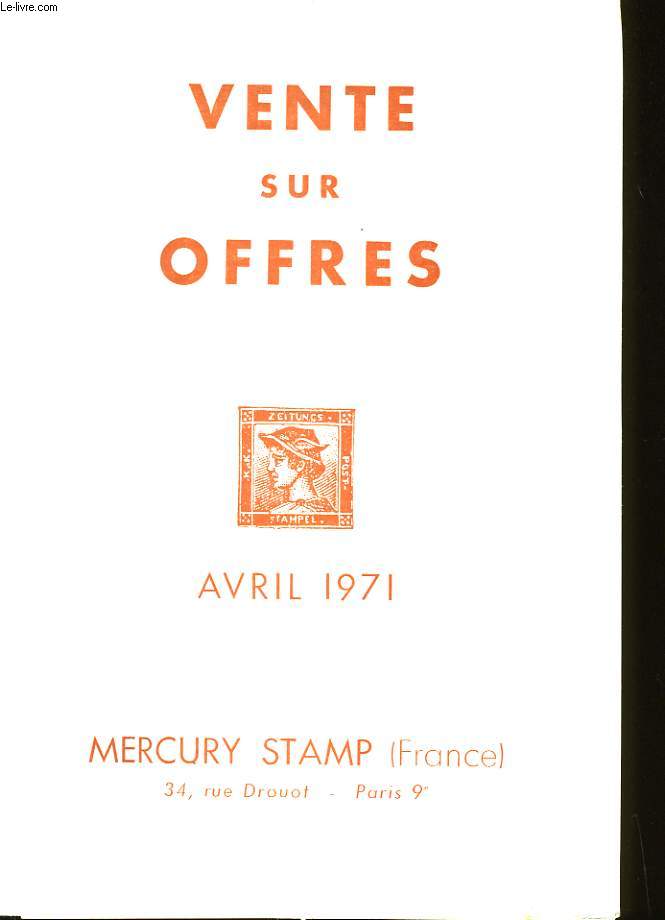 Le-livre.com
VENTE
SUR
OFFRES
ZEITUNGS
K.K.
POST-
STAMPEL
AVRIL 1971
MERCURY STAMP (France)
34, rue Drouot - Paris 9e